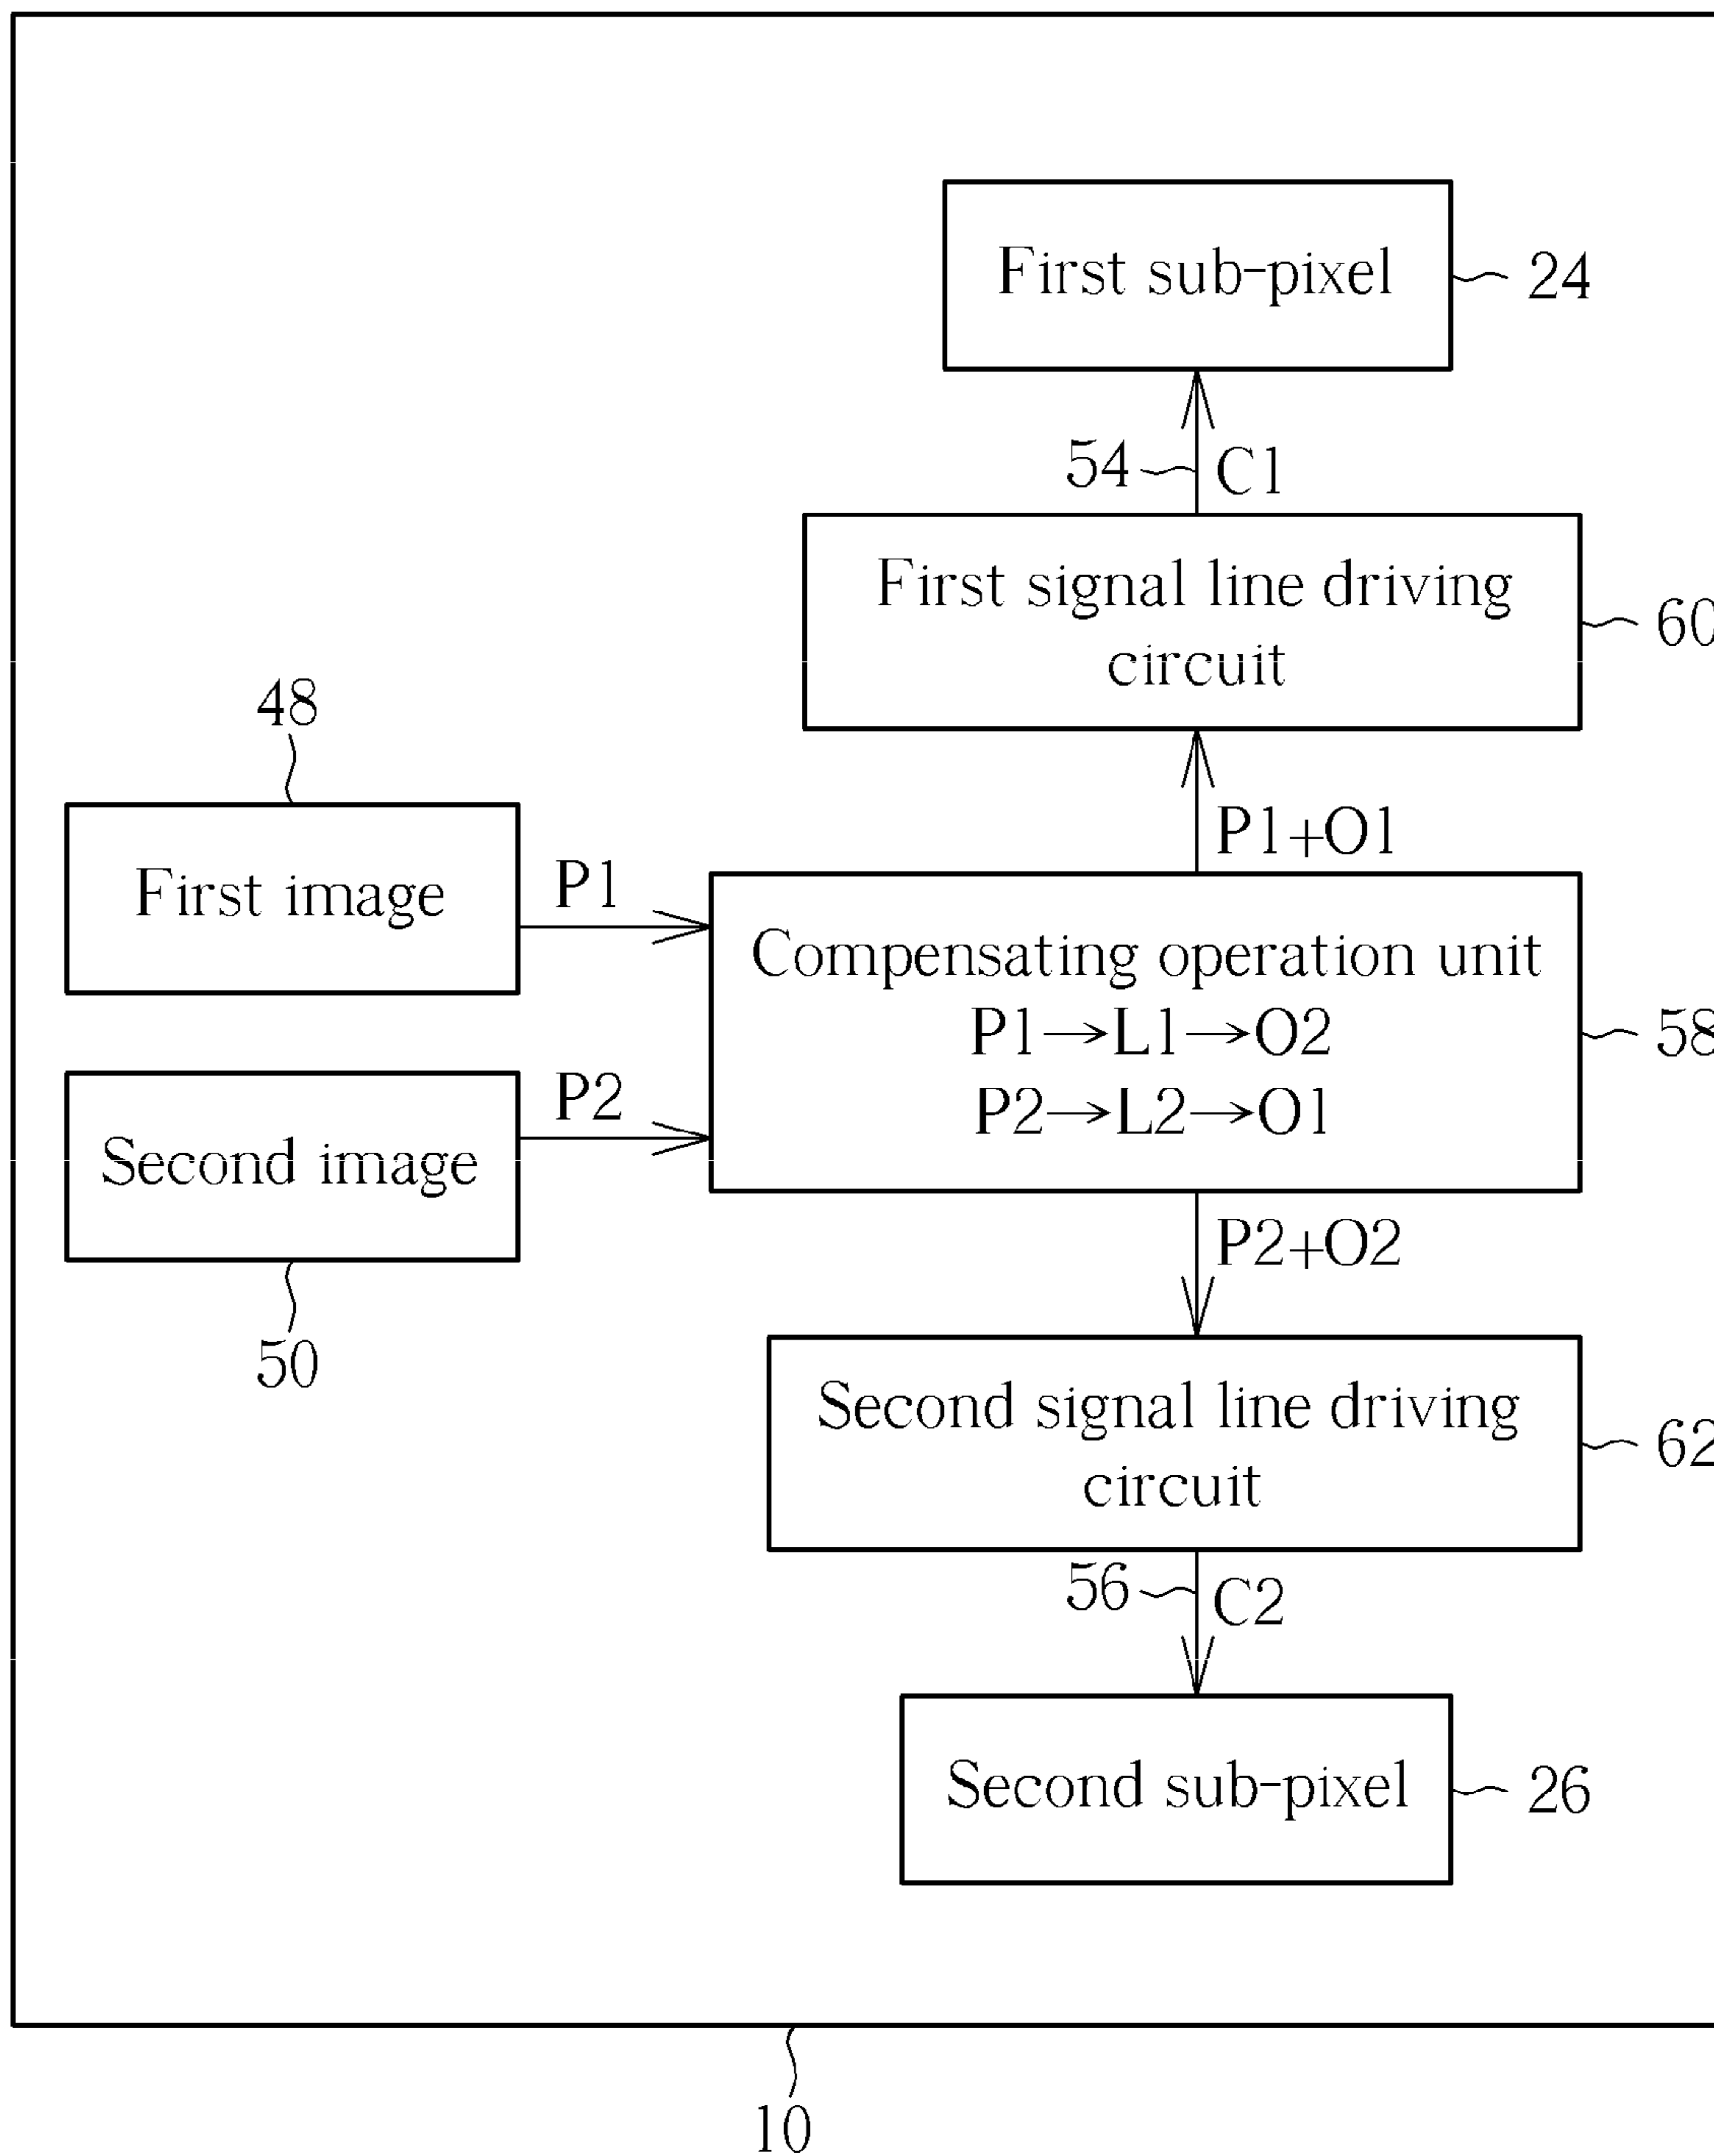 First sub-pixel
24
54
C1
First signal line driving
circuit
60
P1+O1
48
First image
P1
Compensating operation unit
P1→L1→O2
P2→L2→O1
58
Second image
P2
50
P2+O2
Second signal line driving
circuit
62
56
C2
Second sub-pixel
26
10